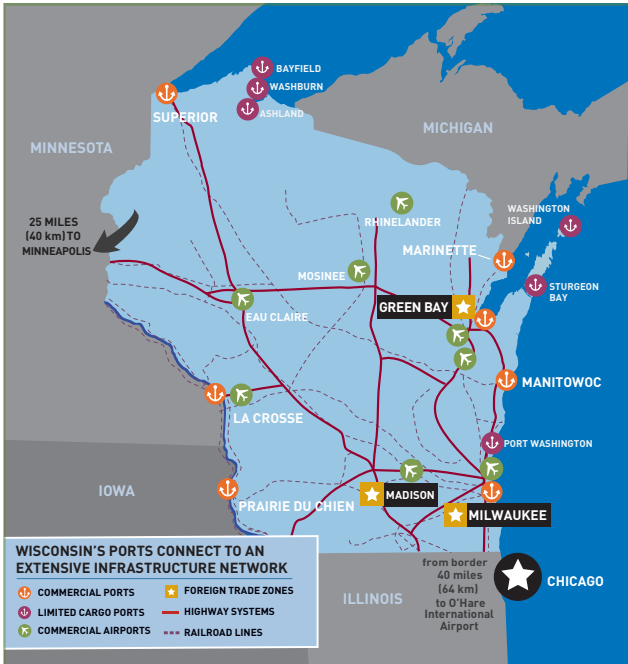 BAYFIELD
WASHBURN
ASHLAND
SUPERIOR
MICHIGAN
MINNESOTA
25 MILES
(40 km) TO
MINNEAPOLIS
RHINELANDER
WASHINGTON
ISLAND
MARINETTE
MOSINEE
STURGEON
BAY
GREEN BAY
EAU CLAIRE
MANITOWOC
LA CROSSE
PORT WASHINGTON
IOWA
PRAIRIE DU CHIEN
MADISON
MILWAUKEE
WISCONSIN'S PORTS CONNECT TO AN
EXTENSIVE INFRASTRUCTURE NETWORK
COMMERCIAL PORTS
LIMITED CARGO PORTS
COMMERCIAL AIRPORTS
FOREIGN TRADE ZONES
HIGHWAY SYSTEMS
RAILROAD LINES
ILLINOIS
from border
40 miles
(64 km)
to O'Hare
International
Airport
CHICAGO